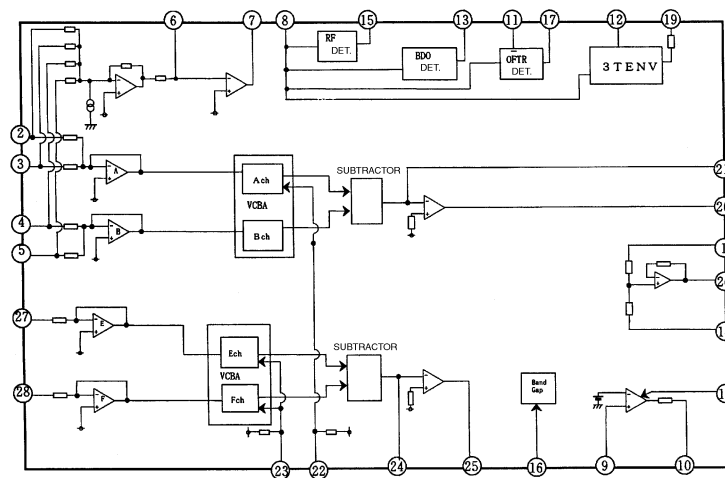 6 7 8 15 13 11 17 12 19
RF
DET.
BDO
DET.
OFTR
DET.
3TENV
2
3
4
5
A
B
Ach
VCBA
Bch
SUBTRACTOR
27
28
E
F
Ech
VCBA
Fch
SUBTRACTOR
Band
Gap
23 22 24 25 16 9 10